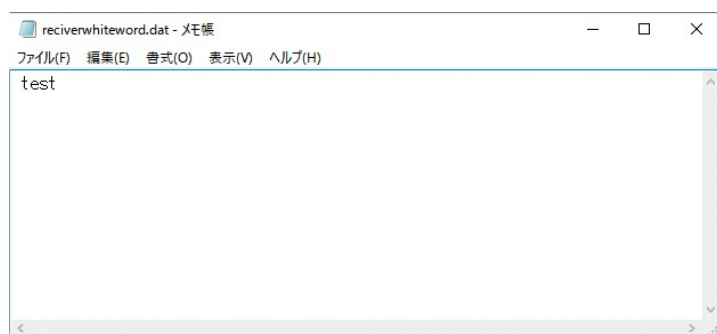 reciverwhiteword.dat - メモ帳
ファイル(F) 編集(E) 書式(O) 表示(V) ヘルプ(H)
test